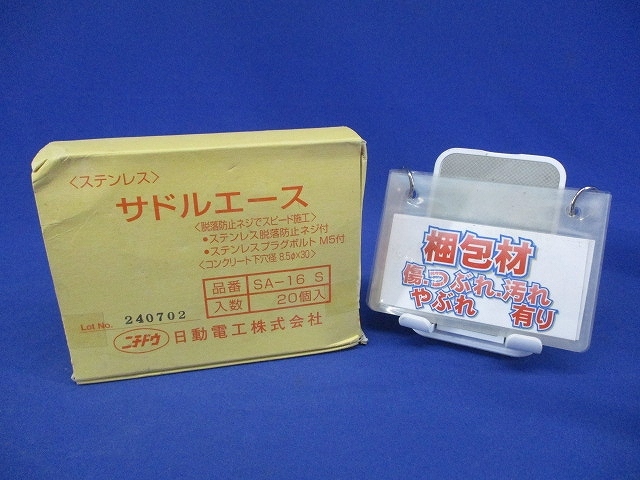 〈ステンレス〉
サドルエース
〈脱落防止ネジでスピード施工〉
・ステンレス脱落防止ネジ付
・ステンレスプラグボルト M5付
〈コンクリート下穴径 8.5φ×30〉
品番 SA-16 S
入数 20個入
Lot No. 240702
ニチドウ 日動電工株式会社
梱包材
傷.つぶれ.汚れ
やぶれ 有り